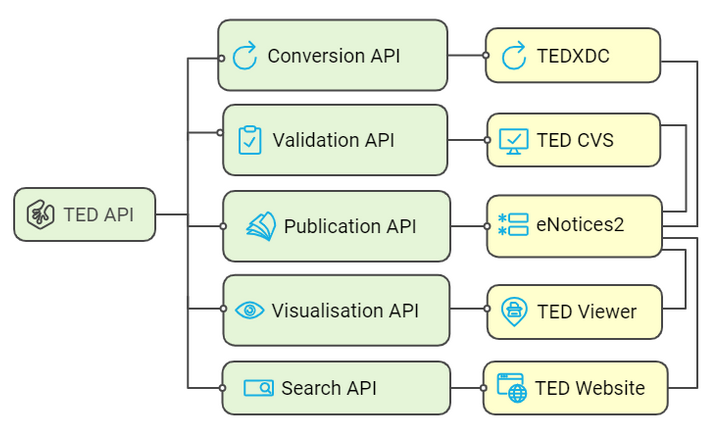 TED API
Conversion API
TEDXDC
Validation API
TED CVS
Publication API
eNotices2
Visualisation API
TED Viewer
Search API
TED Website